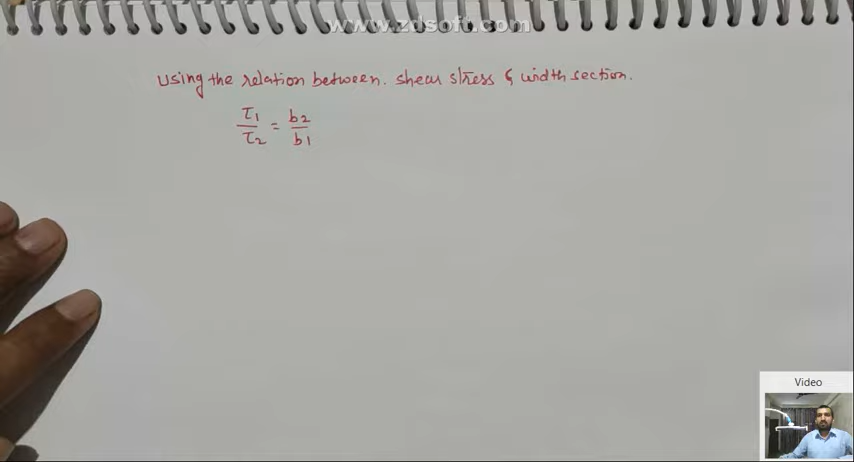 www.zdsoft.com
Using the relation between. shear stress & width section.
τ1/τ2 = b2/b1
Video